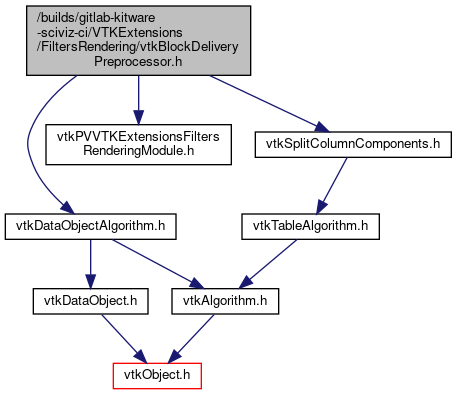 /builds/gitlab-kitware
-sciviz-ci/VTKExtensions
/FiltersRendering/vtkBlockDelivery
Preprocessor.h
vtkPVVTKExtensionsFilters
RenderingModule.h
vtkSplitColumnComponents.h
vtkDataObjectAlgorithm.h
vtkTableAlgorithm.h
vtkDataObject.h
vtkAlgorithm.h
vtkObject.h